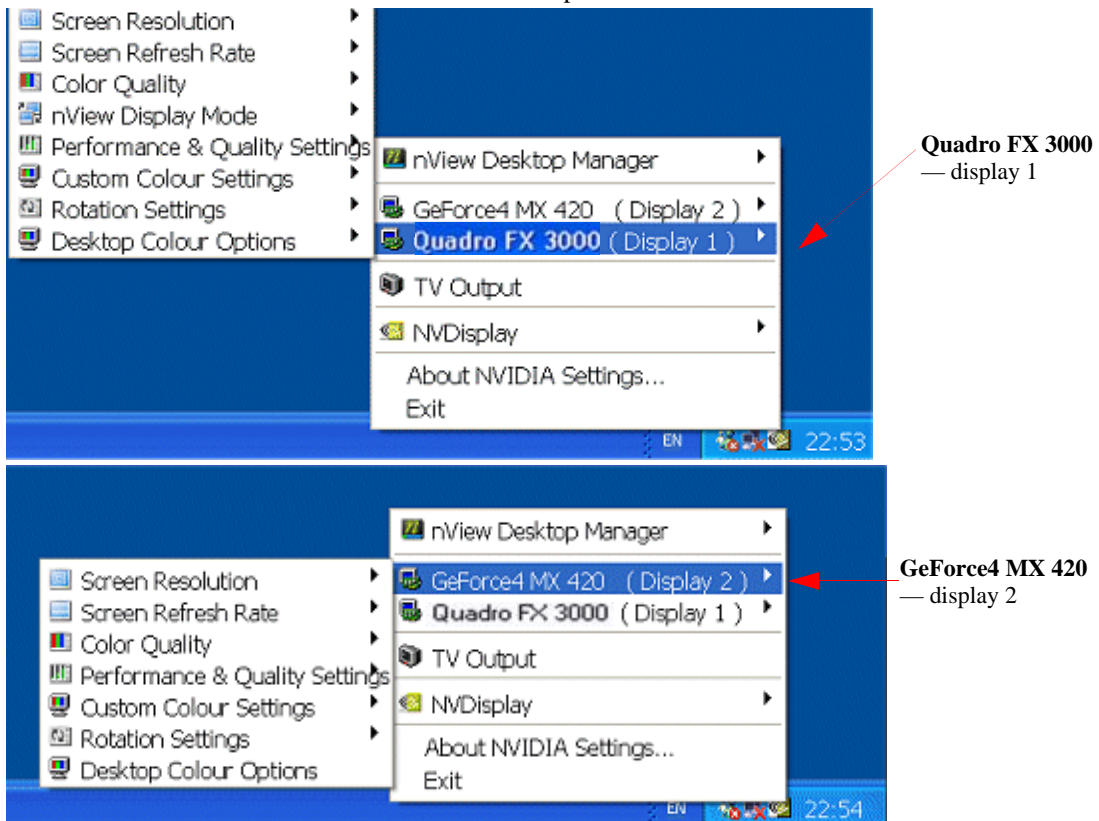 Screen Resolution
Screen Refresh Rate
Color Quality
nView Display Mode
Performance & Quality Settings
Custom Colour Settings
Rotation Settings
Desktop Colour Options
nView Desktop Manager
GeForce4 MX 420 ( Display 2 )
Quadro FX 3000 ( Display 1 )
TV Output
NVDisplay
About NVIDIA Settings...
Exit
EN 22:53
Quadro FX 3000
— display 1
nView Desktop Manager
GeForce4 MX 420 ( Display 2 )
Quadro FX 3000 ( Display 1 )
TV Output
NVDisplay
About NVIDIA Settings...
Exit
Screen Resolution
Screen Refresh Rate
Color Quality
Performance & Quality Settings
Custom Colour Settings
Rotation Settings
Desktop Colour Options
EN 22:54
GeForce4 MX 420
— display 2